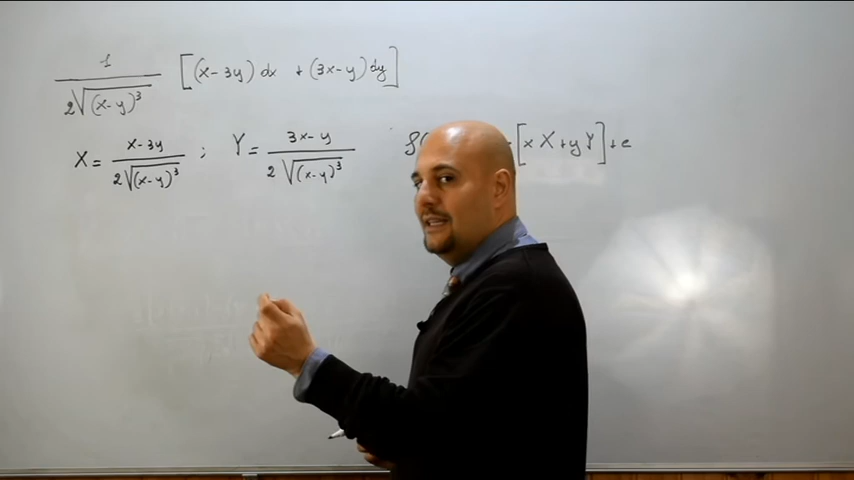 1 / 2√(x-y)³ [(x-3y)dx + (3x-y)dy]
X = x-3y / 2√(x-y)³ ; Y = 3x-y / 2√(x-y)³ [xX+yY]+c